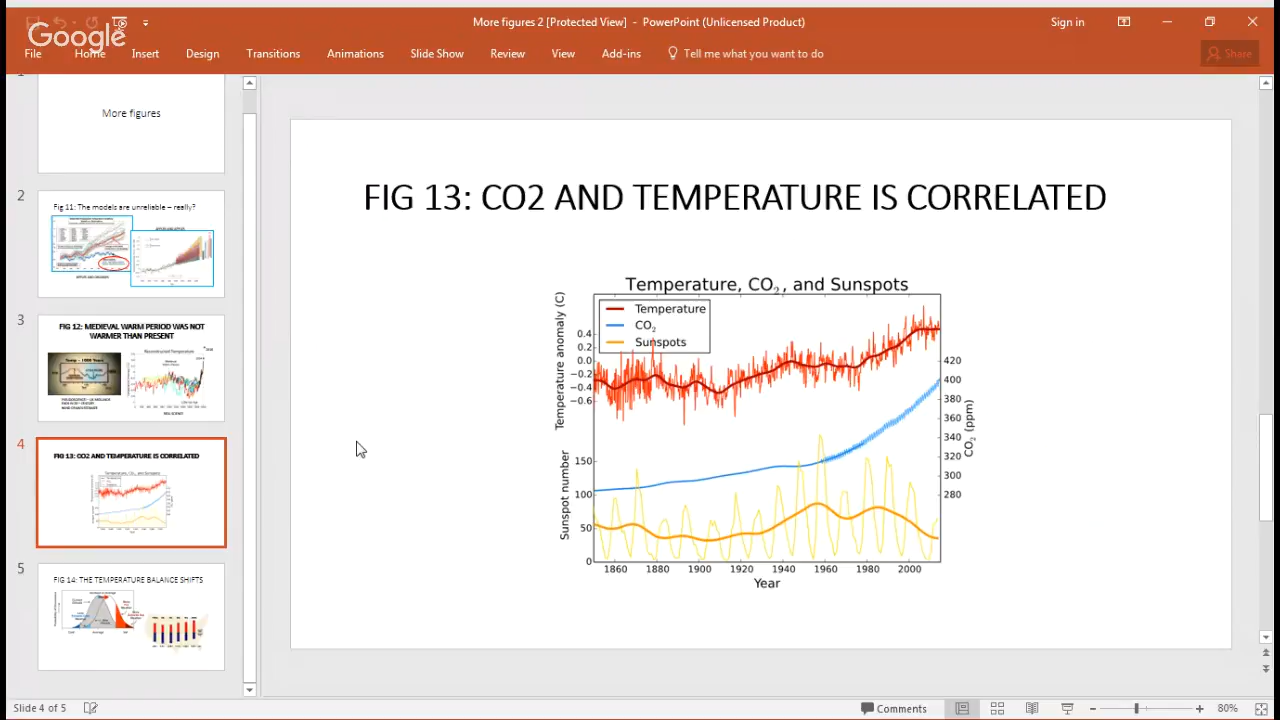 More figures 2 [Protected View] - PowerPoint (Unlicensed Product)
Sign in
Google
File Home Insert Design Transitions Animations Slide Show Review View Add-ins Tell me what you want to do Share
1
More figures
2
Fig 11: The models are unreliable – really?
3
FIG 12: MEDIEVAL WARM PERIOD WAS NOT
WARMER THAN PRESENT
4
FIG 13: CO2 AND TEMPERATURE IS CORRELATED
5
FIG 14: THE TEMPERATURE BALANCE SHIFTS
FIG 13: CO2 AND TEMPERATURE IS CORRELATED
Temperature, CO2, and Sunspots
Temperature
CO2
Sunspots
Temperature anomaly (C)
0.4
0.2
0.0
−0.2
−0.4
−0.6
Sunspot number
150
100
50
0
420
400
380
360
340
320
300
280
CO2 (ppm)
1860 1880 1900 1920 1940 1960 1980 2000
Year
Slide 4 of 5
Comments
80%